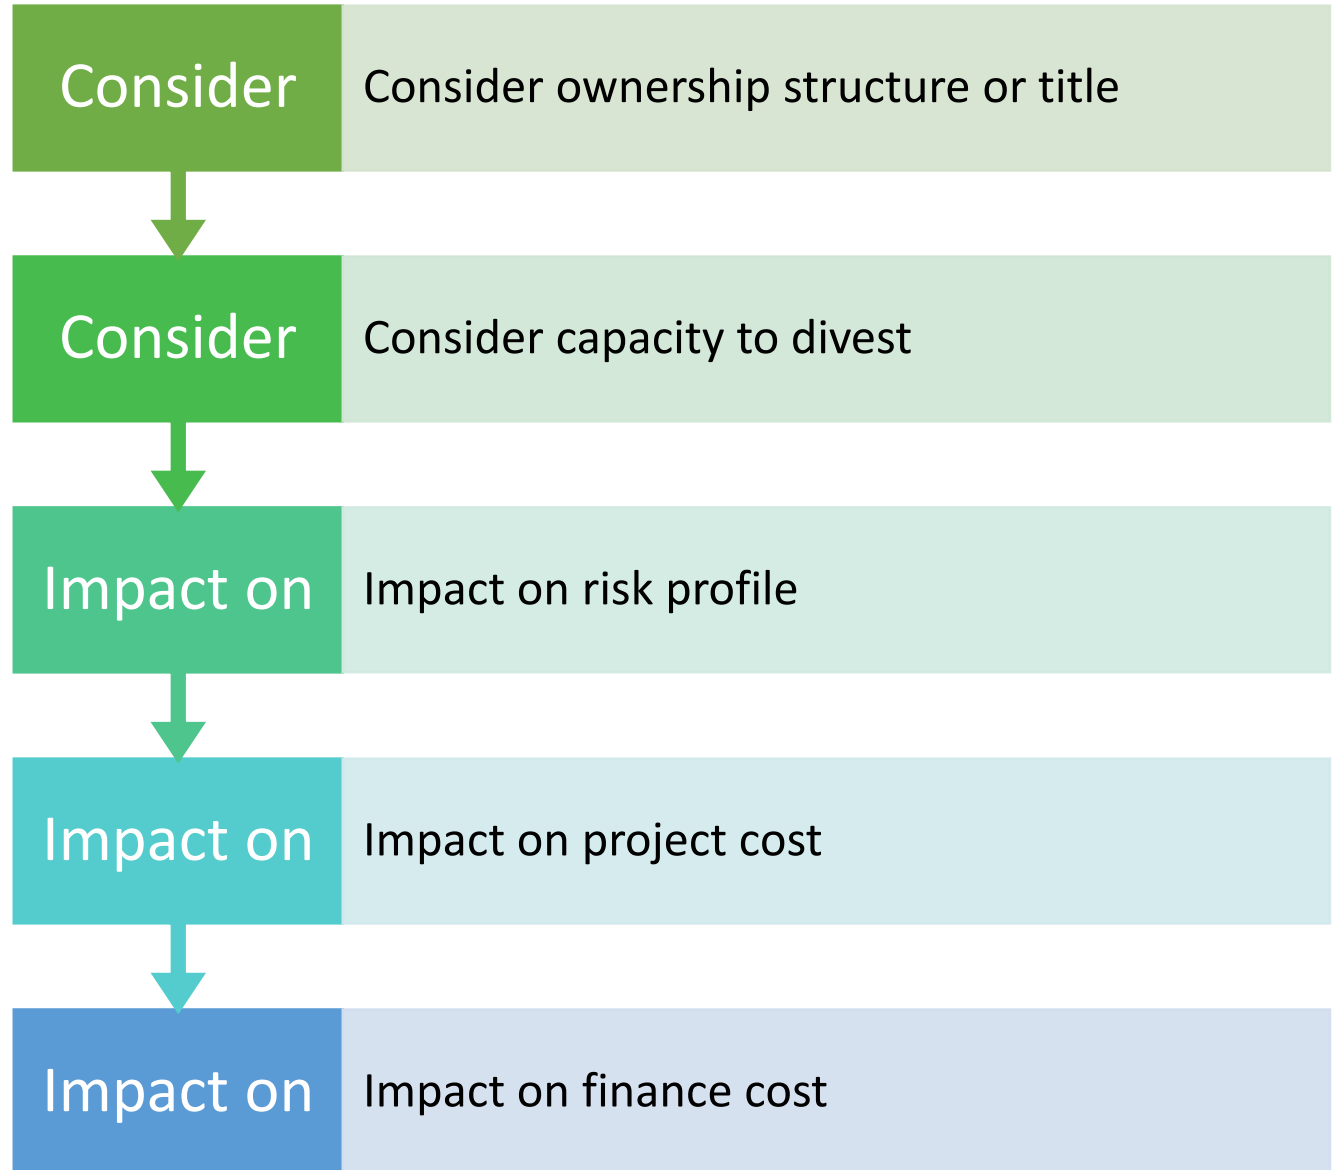 Consider
Consider ownership structure or title
Consider
Consider capacity to divest
Impact on
Impact on risk profile
Impact on
Impact on project cost
Impact on
Impact on finance cost